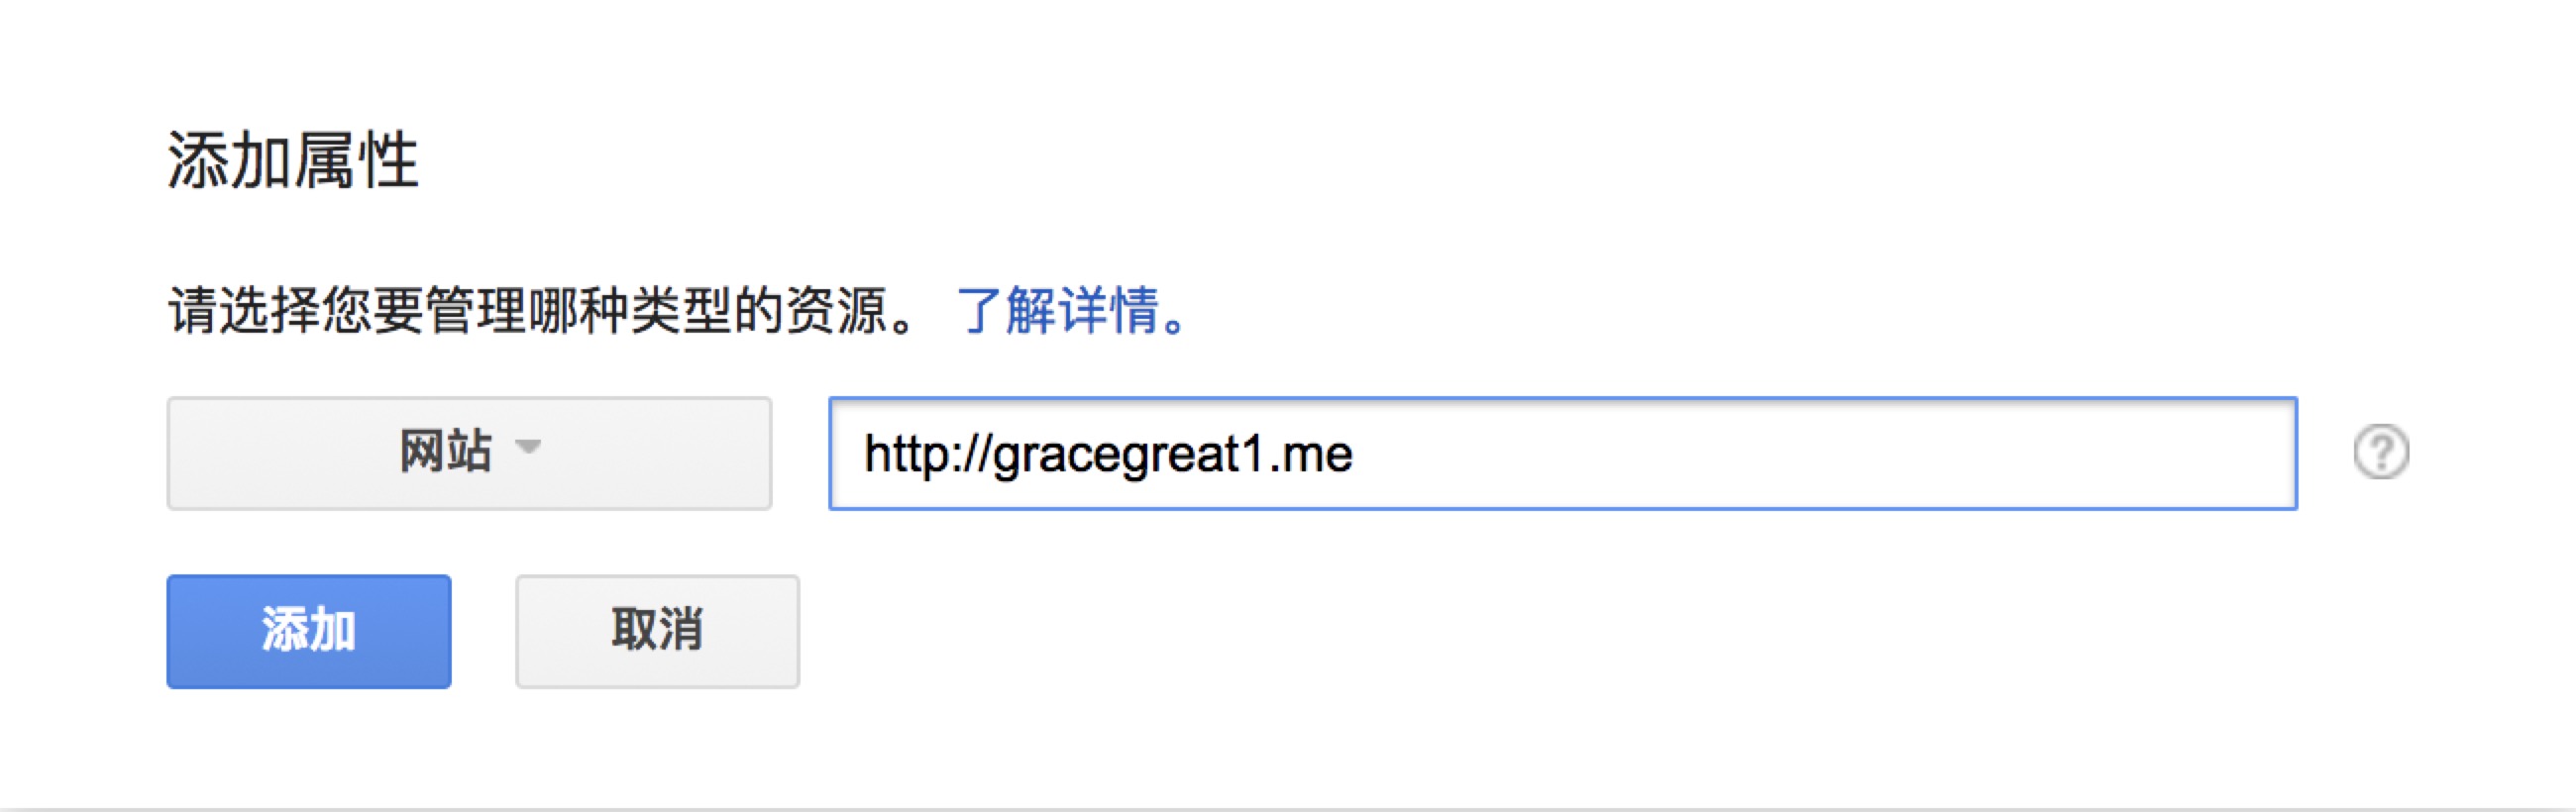 添加属性
请选择您要管理哪种类型的资源。 了解详情。
网站 http://gracegreat1.me ?
添加 取消